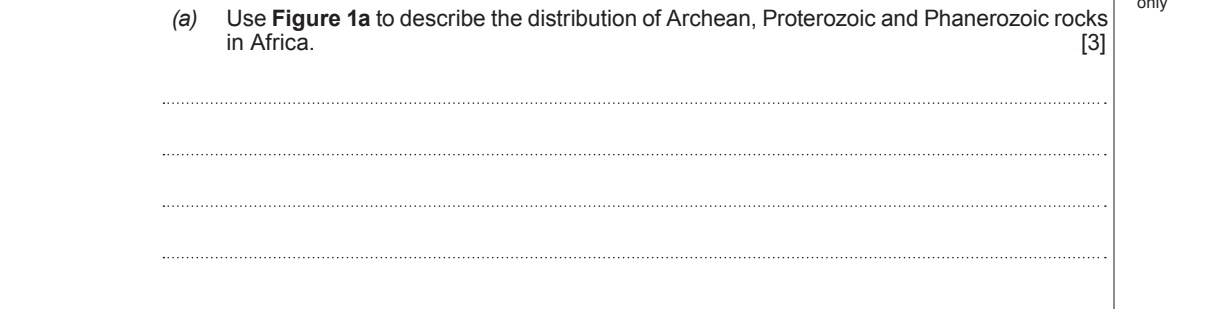 only
(a) Use Figure 1a to describe the distribution of Archean, Proterozoic and Phanerozoic rocks
in Africa. [3]